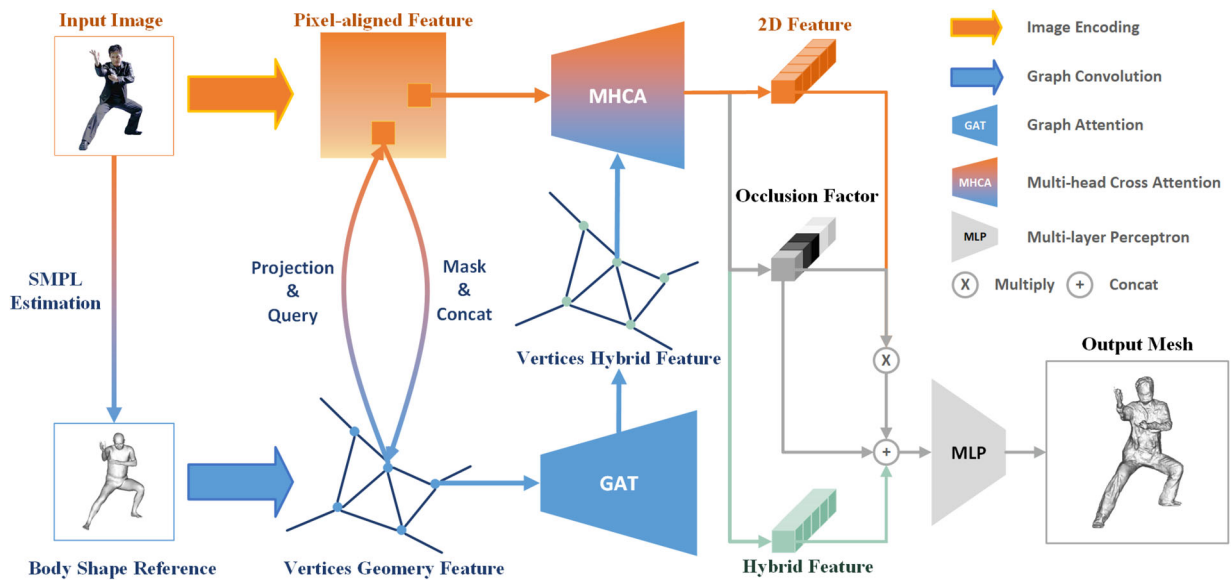 Input Image
Pixel-aligned Feature
2D Feature
Image Encoding
Graph Convolution
MHCA
GAT
Graph Attention
MHCA
Multi-head Cross Attention
Occlusion Factor
MLP
Multi-layer Perceptron
X
Multiply
+
Concat
SMPL
Estimation
Projection
&
Query
Mask
&
Concat
Vertices Hybrid Feature
Output Mesh
X
GAT
+
MLP
Body Shape Reference
Vertices Geomery Feature
Hybrid Feature